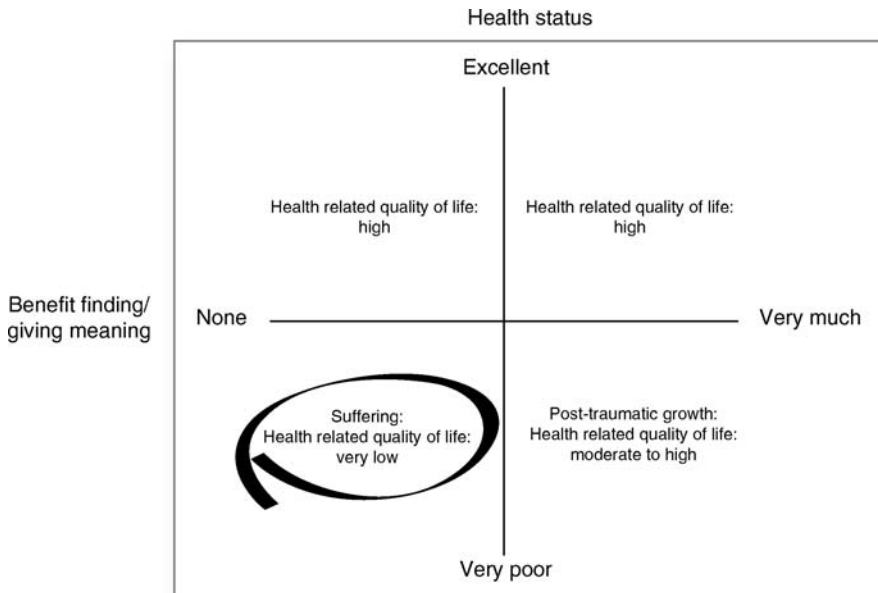 Health status
Excellent
Health related quality of life:
high
Health related quality of life:
high
Benefit finding/
giving meaning
None
Very much
Suffering:
Health related quality of life:
very low
Post-traumatic growth:
Health related quality of life:
moderate to high
Very poor